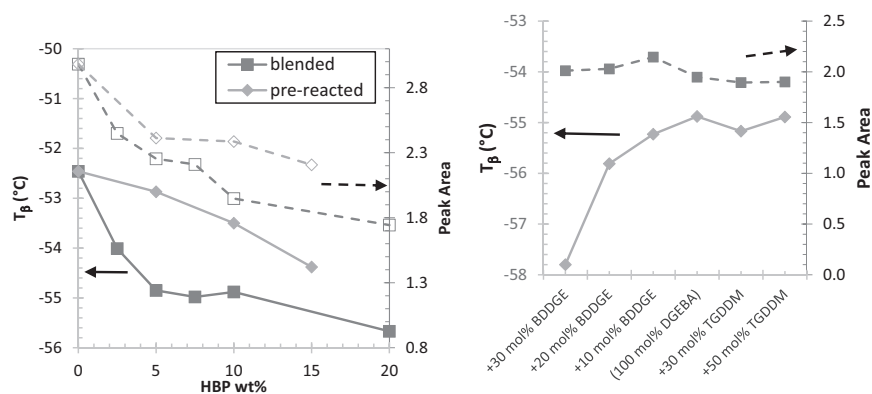 -50
-51
-52
-53
-54
-55
-56
Tβ (°C)
0
5
10
15
20
HBP wt%
2.8
2.3
1.8
1.3
0.8
Peak Area
blended
pre-reacted
-53
-54
-55
-56
-57
-58
Tβ (°C)
2.5
2.0
1.5
1.0
0.5
0.0
Peak Area
+30 mol% BDDGE
+20 mol% BDDGE
+10 mol% BDDGE
(100 mol% DGEBA)
+30 mol% TGDDM
+50 mol% TGDDM